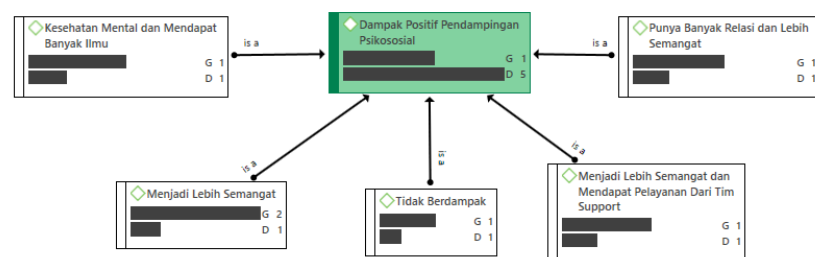 Kesehatan Mental dan Mendapat
Banyak Ilmu
G 1
D 1
is a
Dampak Positif Pendampingan
Psikososial
G 1
D 5
is a
Punya Banyak Relasi dan Lebih
Semangat
G 1
D 1
is a
is a
is a
Menjadi Lebih Semangat
G 2
D 1
Tidak Berdampak
G 1
D 1
Menjadi Lebih Semangat dan
Mendapat Pelayanan Dari Tim
Support
G 1
D 1